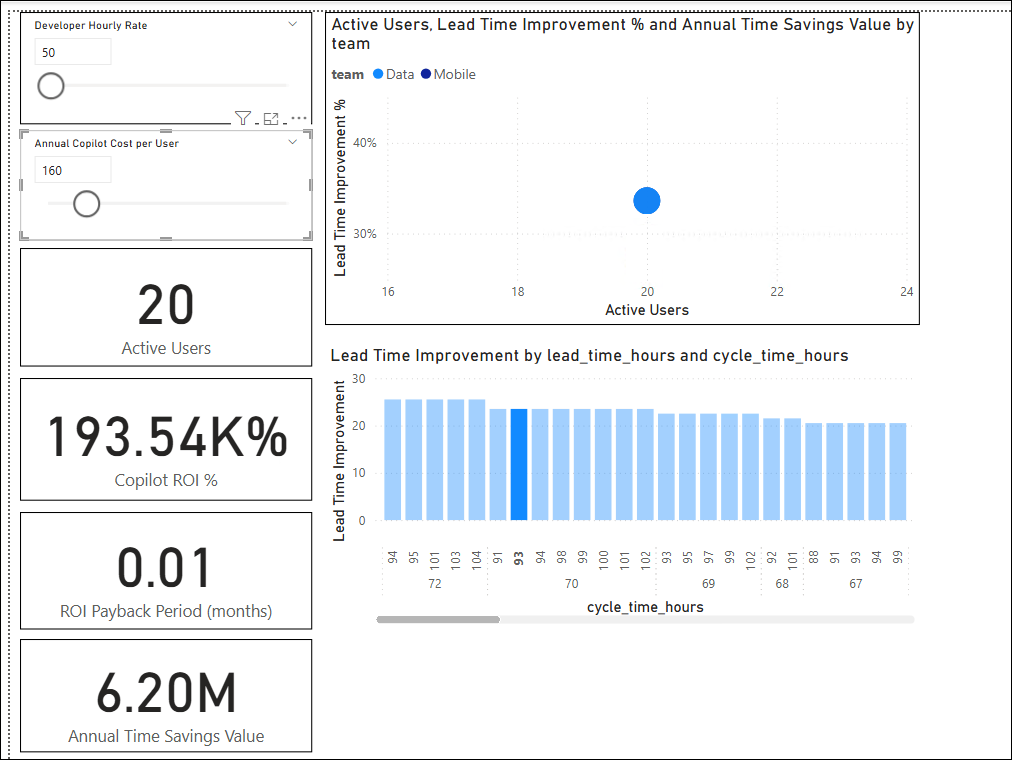 Developer Hourly Rate
50
Annual Copilot Cost per User
160
20
Active Users
193.54K%
Copilot ROI %
0.01
ROI Payback Period (months)
6.20M
Annual Time Savings Value
Active Users, Lead Time Improvement % and Annual Time Savings Value by
team
team Data Mobile
Lead Time Improvement %
40%
30%
16 18 20 22 24
Active Users
Lead Time Improvement by lead_time_hours and cycle_time_hours
Lead Time Improvement
30
20
10
0
94 95 101 103 104 91 93 94 98 99 100 101 102 93 95 97 99 102 92 101 88 91 93 94 99
72 70 69 68 67
cycle_time_hours